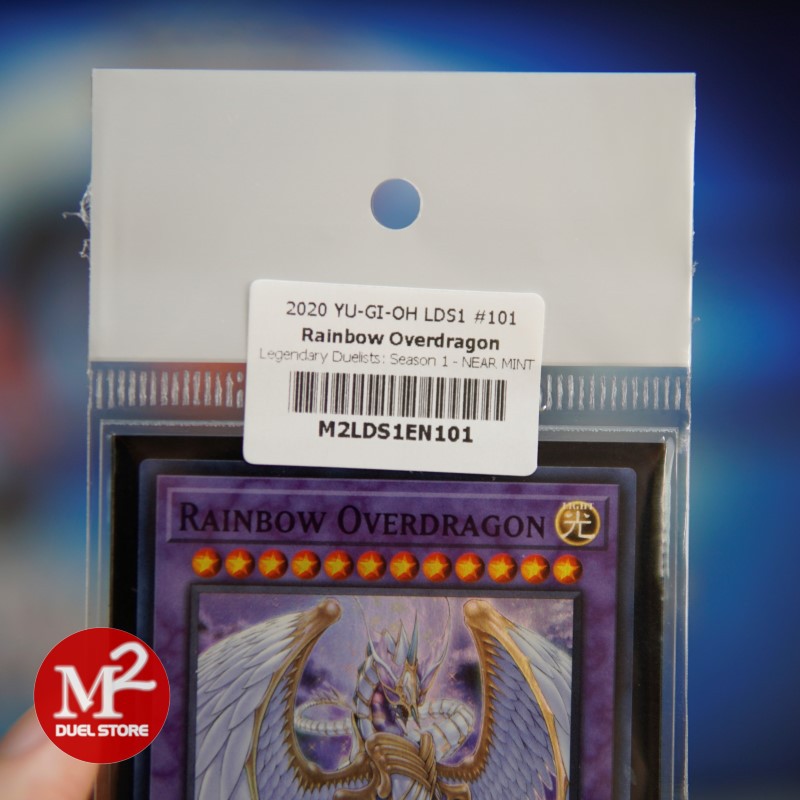 2020 YU-GI-OH LDS1 #101
Rainbow Overdragon
Legendary Duelists: Season 1 - NEAR MINT
M2LDS1EN101
RAINBOW OVERDRAGON
LIGHT
光
M2
DUEL STORE